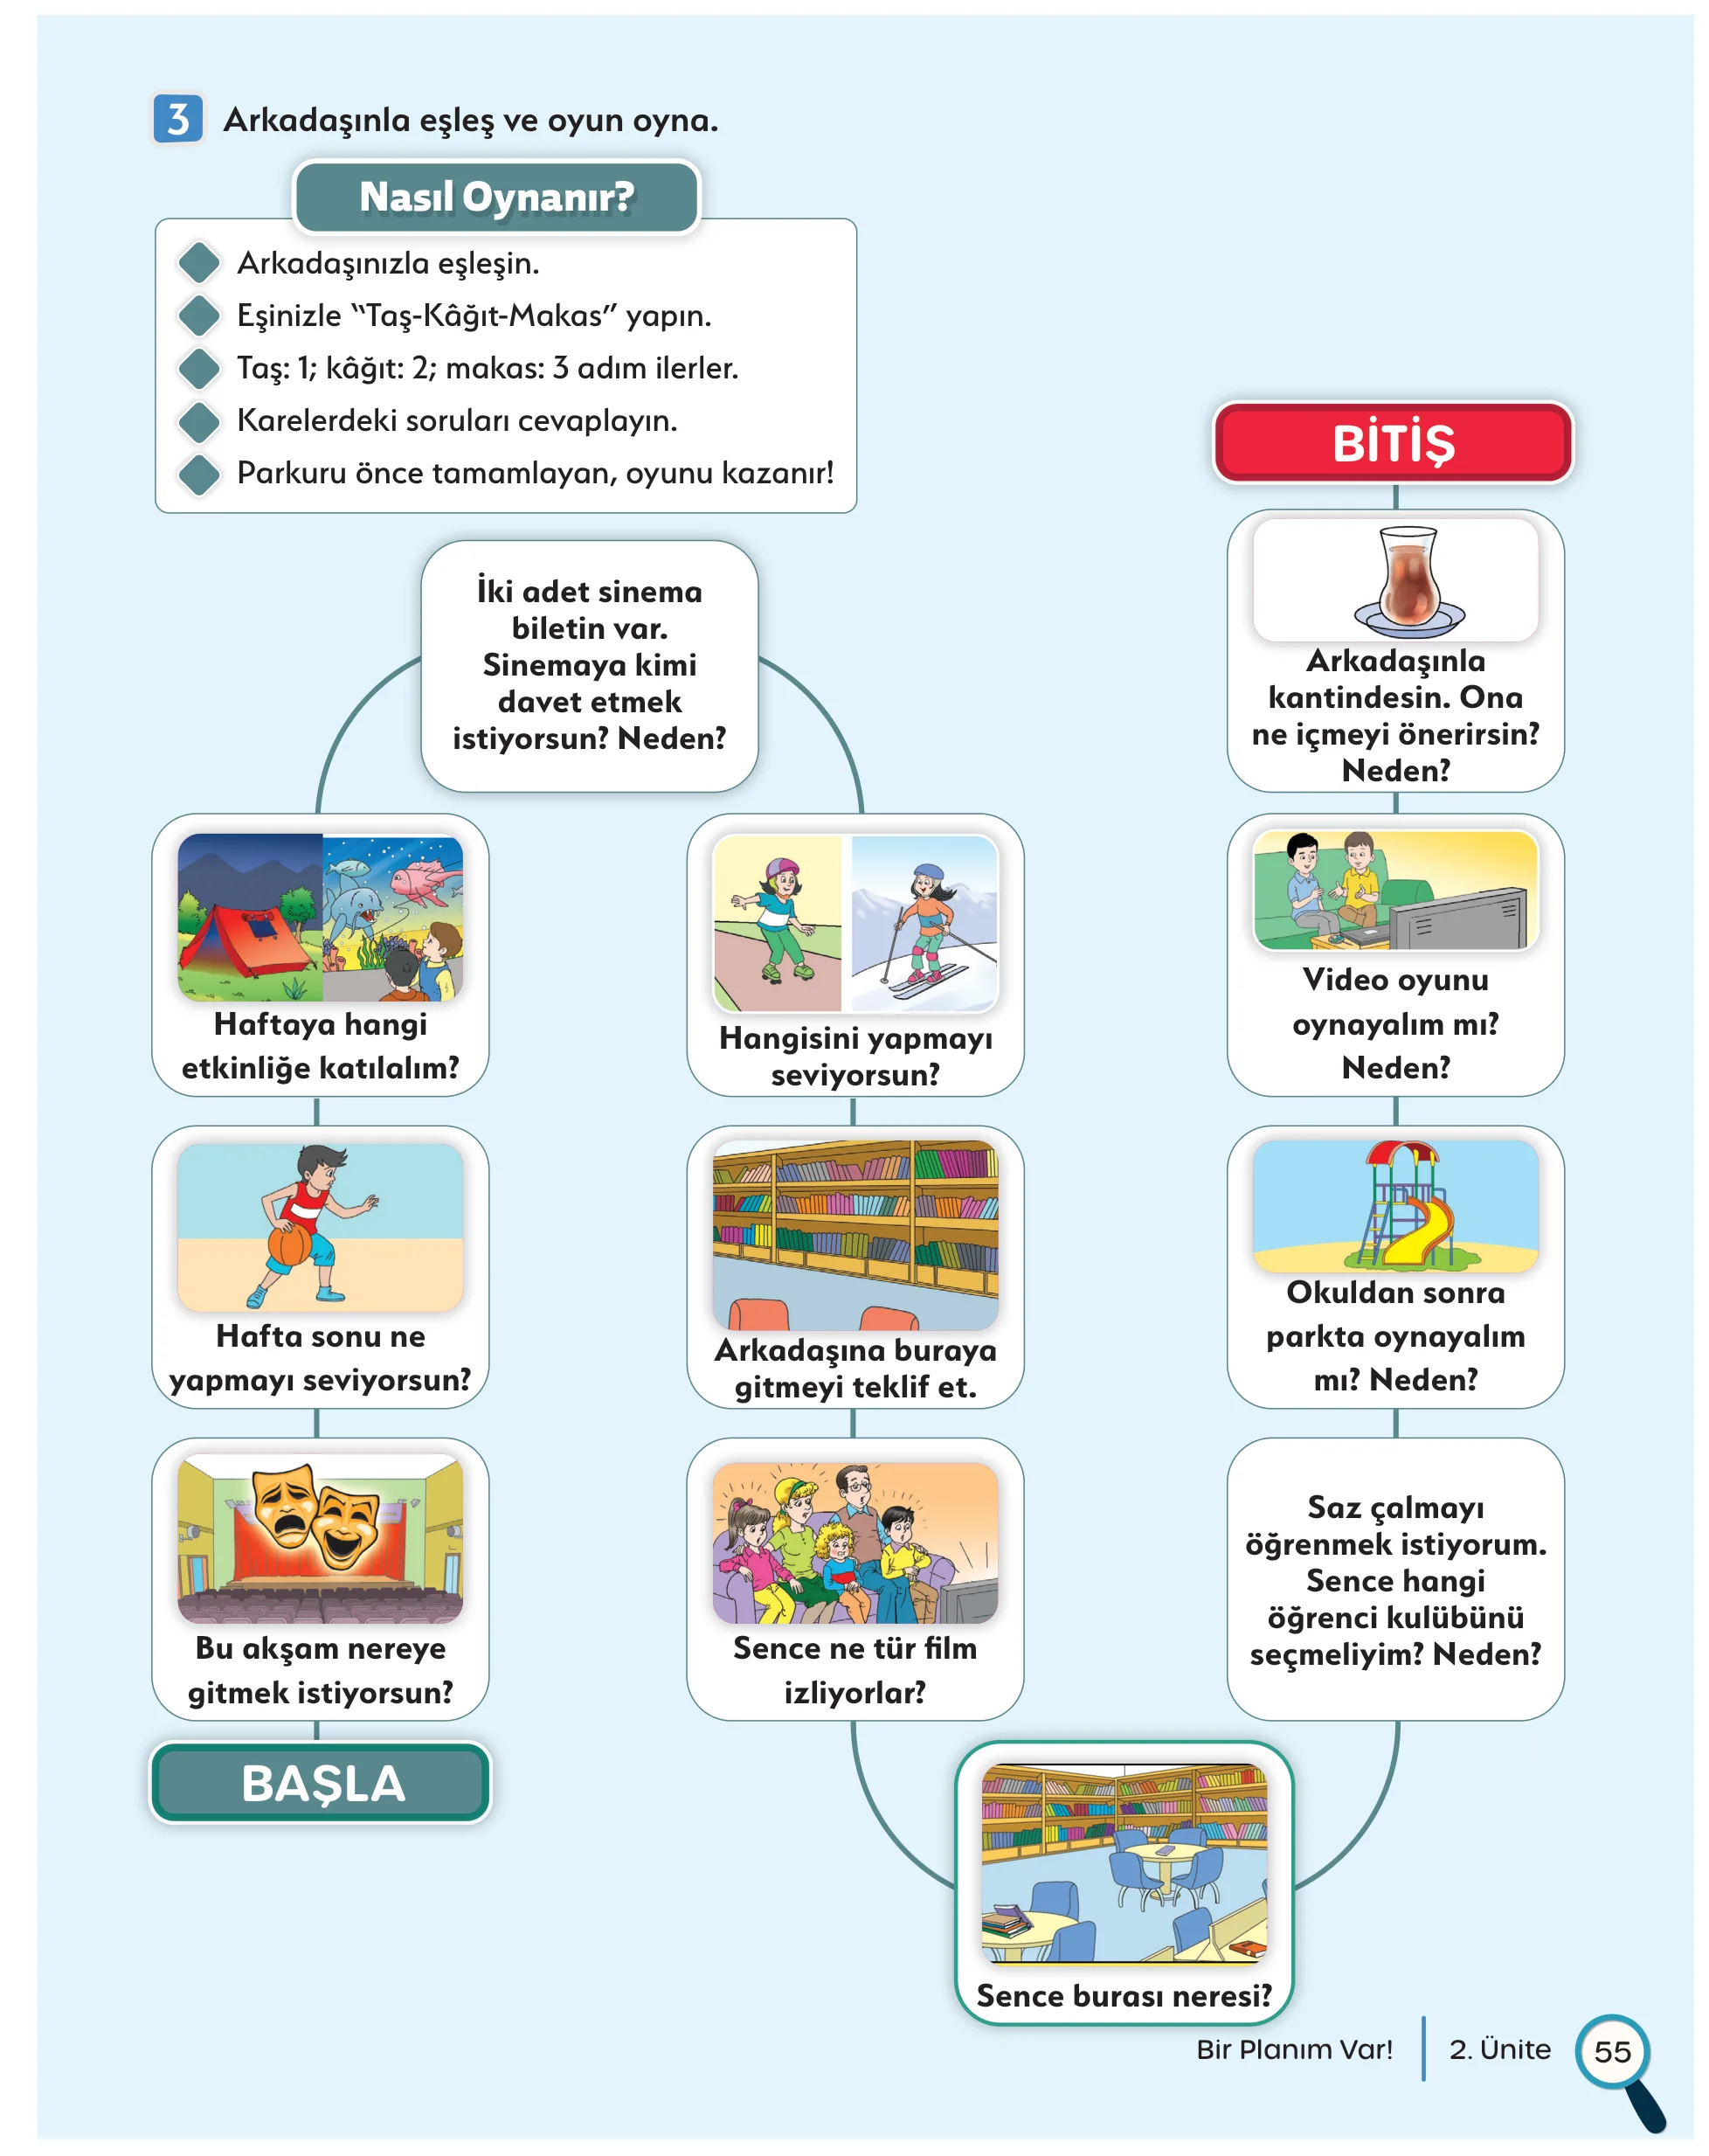 3 Arkadaşınla eşleş ve oyun oyna.
Nasıl Oynanır?
Arkadaşınızla eşleşin.
Eşinizle “Taş-Kâğıt-Makas” yapın.
Taş: 1; kâğıt: 2; makas: 3 adım ilerler.
Karelerdeki soruları cevaplayın.
Parkuru önce tamamlayan, oyunu kazanır!
BAŞLA
Bu akşam nereye
gitmek istiyorsun?
Hafta sonu ne
yapmayı seviyorsun?
Haftaya hangi
etkinliğe katılalım?
İki adet sinema
biletin var.
Sinemaya kimi
davet etmek
istiyorsun? Neden?
Hangisini yapmayı
seviyorsun?
Arkadaşına buraya
gitmeyi teklif et.
Sence ne tür film
izliyorlar?
Sence burası neresi?
Saz çalmayı
öğrenmek istiyorum.
Sence hangi
öğrenci kulübünü
seçmeliyim? Neden?
Okuldan sonra
parkta oynayalım
mı? Neden?
Video oyunu
oynayalım mı?
Neden?
Arkadaşınla
kantindesin. Ona
ne içmeyi önerirsin?
Neden?
BİTİŞ
Bir Planım Var! 2. Ünite 55